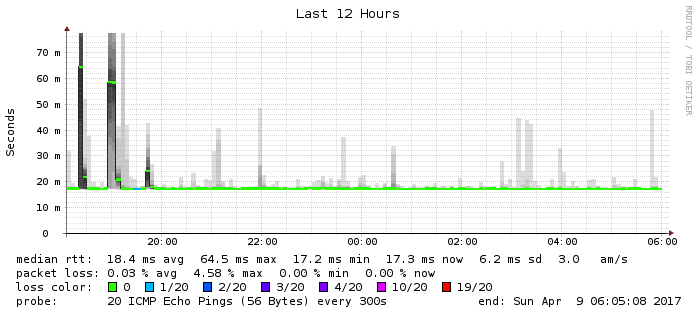 Last 12 Hours
RRDTOOL / TOBI OETIKER
Seconds
70 m
60 m
50 m
40 m
30 m
20 m
10 m
0
20:00 22:00 00:00 02:00 04:00 06:00
median rtt: 18.4 ms avg 64.5 ms max 17.2 ms min 17.3 ms now 6.2 ms sd 3.0 am/s
packet loss: 0.03 % avg 4.58 % max 0.00 % min 0.00 % now
loss color: 0 1/20 2/20 3/20 4/20 10/20 19/20
probe: 20 ICMP Echo Pings (56 Bytes) every 300s end: Sun Apr 9 06:05:08 2017